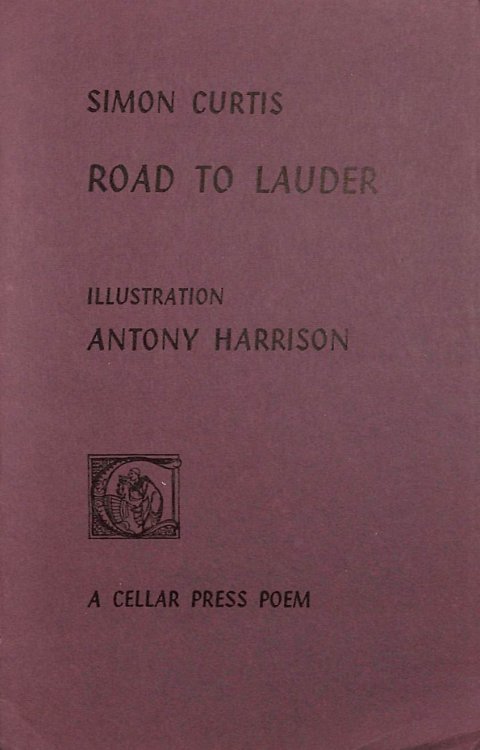 SIMON CURTIS
ROAD TO LAUDER
ILLUSTRATION
ANTONY HARRISON
A CELLAR PRESS POEM